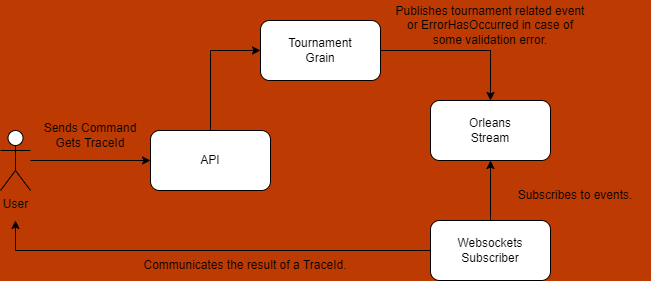 Publishes tournament related event
or ErrorHasOccurred in case of
some validation error.
Tournament
Grain
Sends Command
Gets TraceId
API
Orleans
Stream
User
Subscribes to events.
Websockets
Subscriber
Communicates the result of a TraceId.